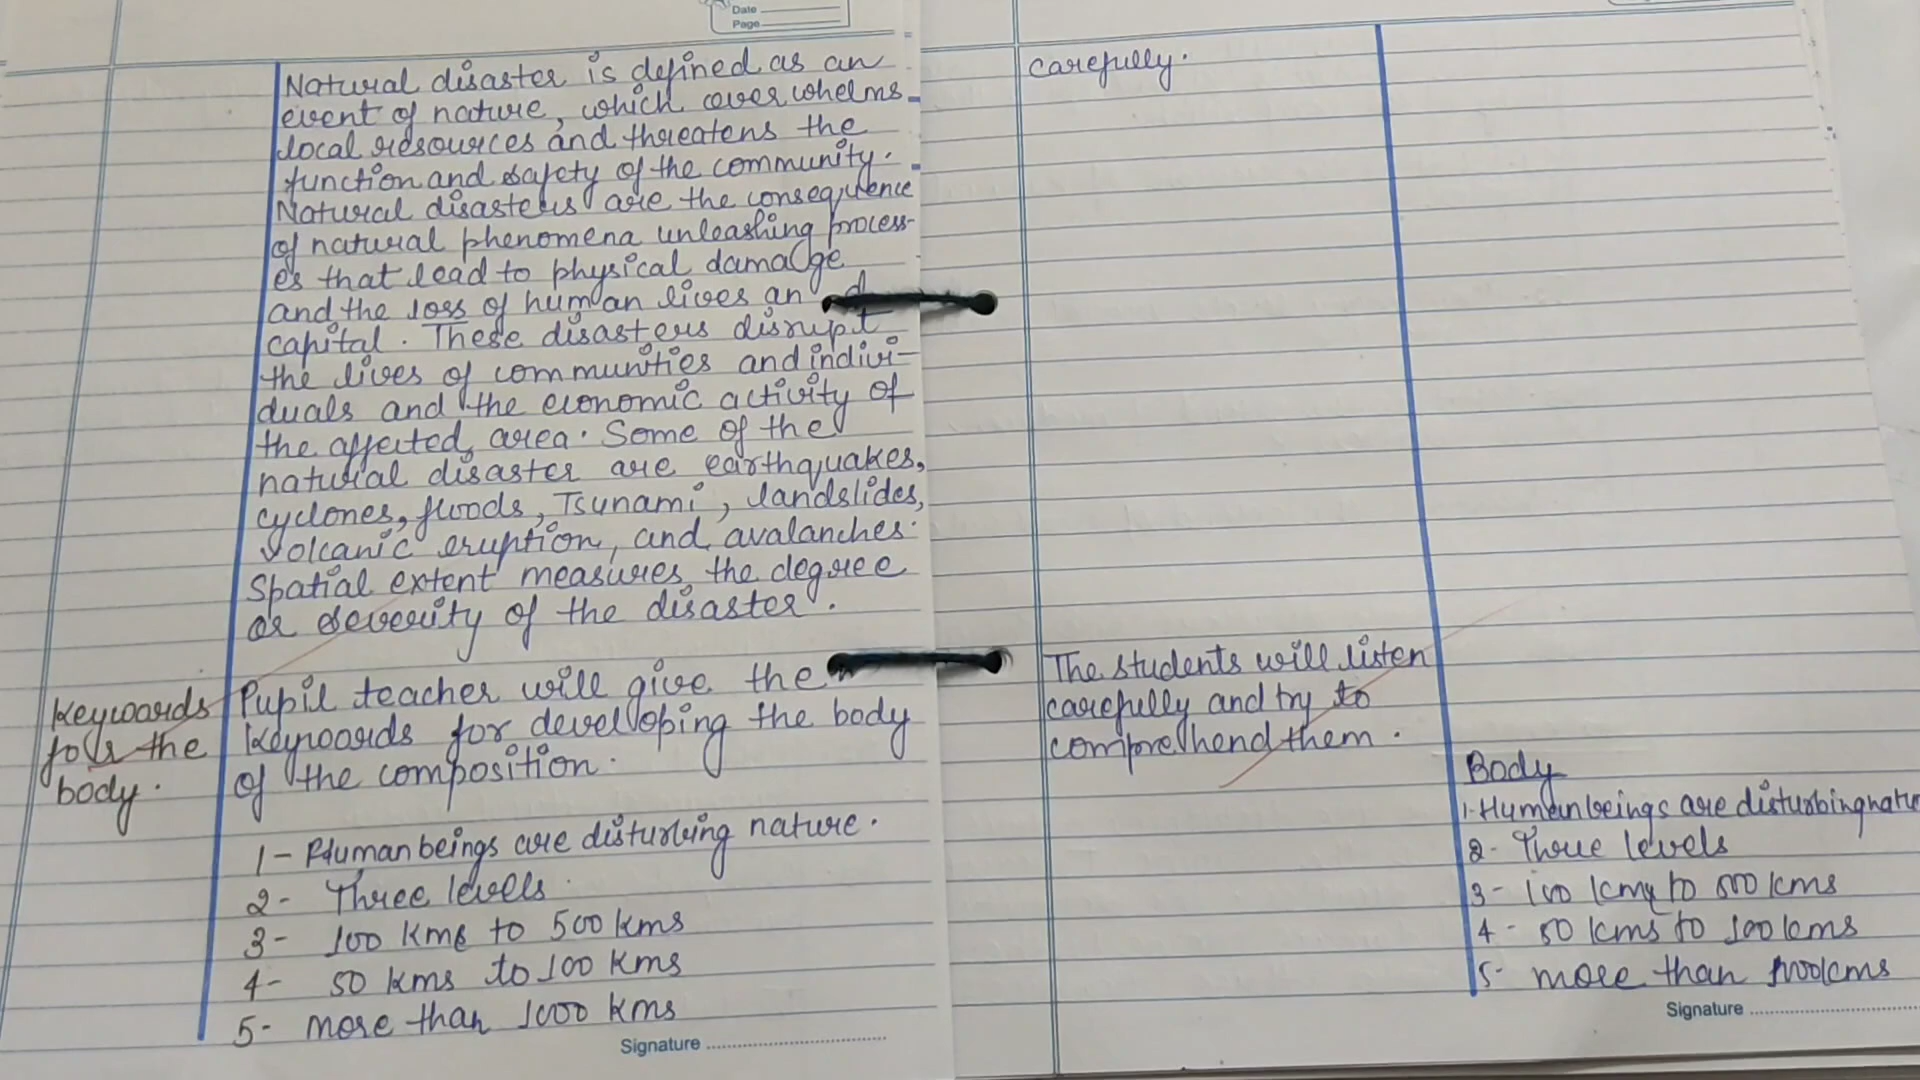 Date
Page
Natural disaster is defined as an
event of nature, which overwhelms
local resources and threatens the
function and safety of the community.
Natural disasters are the consequence
of natural phenomena unleashing process-
es that lead to physical damage
and the loss of human lives and
capital. These disasters disrupt
the lives of communities and indivi-
duals and the economic activity of
the affected area. Some of the
natural disaster are earthquakes,
cyclones, floods, Tsunami, landslides,
Volcanic eruption, and avalanches.
Spatial extent measures the degree
or severity of the disaster.
Keywords
for the
body.
Pupil teacher will give the
keywords for developing the body
of the composition.
1- Human beings are disturbing nature.
2- Three levels.
3- 100 kms to 500 kms
4- 50 kms to 100 kms
5- more than 1000 kms
Signature
carefully.
The students will listen
carefully and try to
comprehend them.
Body
1. Human beings are disturbing natu
2- Three levels
3- 100 kms to 500 kms
4- 50 kms to 100 kms
5- more than 1000 kms
Signature